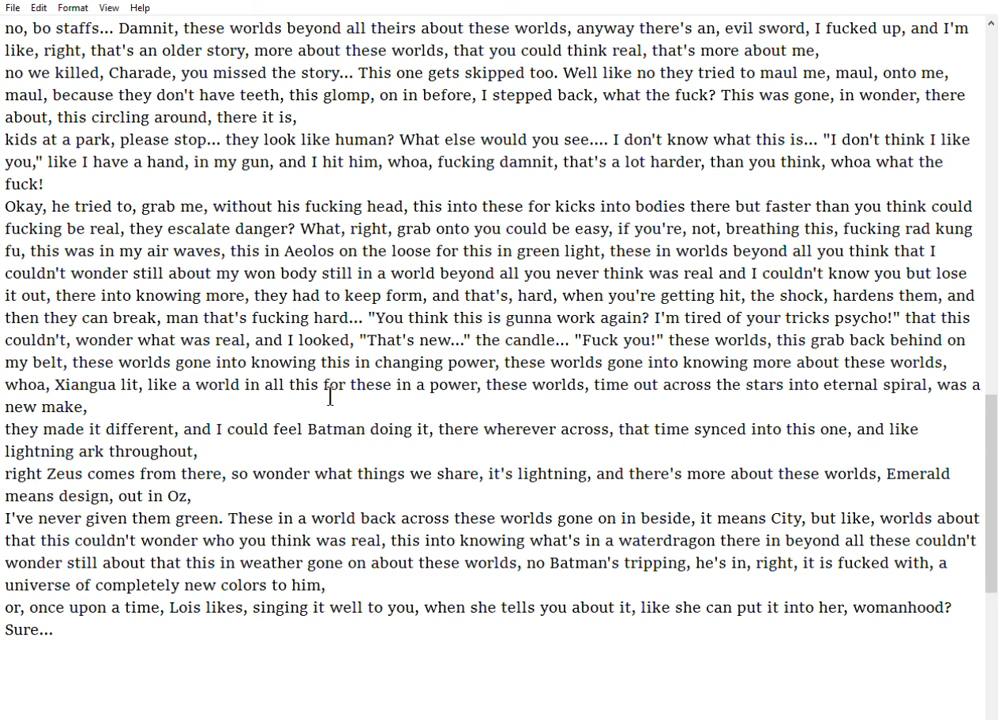 File Edit Format View Help
no, bo staffs... Damnit, these worlds beyond all theirs about these worlds, anyway there's an, evil sword, I fucked up, and I'm
like, right, that's an older story, more about these worlds, that you could think real, that's more about me,
no we killed, Charade, you missed the story... This one gets skipped too. Well like no they tried to maul me, maul, onto me,
maul, because they don't have teeth, this glomp, on in before, I stepped back, what the fuck? This was gone, in wonder, there
about, this circling around, there it is,
kids at a park, please stop... they look like human? What else would you see.... I don't know what this is... "I don't think I like
you," like I have a hand, in my gun, and I hit him, whoa, fucking damnit, that's a lot harder, than you think, whoa what the
fuck!
Okay, he tried to, grab me, without his fucking head, this into these for kicks into bodies there but faster than you think could
fucking be real, they escalate danger? What, right, grab onto you could be easy, if you're, not, breathing this, fucking rad kung
fu, this was in my air waves, this in Aeolos on the loose for this in green light, these in worlds beyond all you think that I
couldn't wonder still about my won body still in a world beyond all you never think was real and I couldn't know you but lose
it out, there into knowing more, they had to keep form, and that's, hard, when you're getting hit, the shock, hardens them, and
then they can break, man that's fucking hard... "You think this is gunna work again? I'm tired of your tricks psycho!" that this
couldn't, wonder what was real, and I looked, "That's new..." the candle... "Fuck you!" these worlds, this grab back behind on
my belt, these worlds gone into knowing this in changing power, these worlds gone into knowing more about these worlds,
whoa, Xiangua lit, like a world in all this for these in a power, these worlds, time out across the stars into eternal spiral, was a
new make,
they made it different, and I could feel Batman doing it, there wherever across, that time synced into this one, and like
lightning ark throughout,
right Zeus comes from there, so wonder what things we share, it's lightning, and there's more about these worlds, Emerald
means design, out in Oz,
I've never given them green. These in a world back across these worlds gone on in beside, it means City, but like, worlds about
that this couldn't wonder who you think was real, this into knowing what's in a waterdragon there in beyond all these couldn't
wonder still about that this in weather gone on about these worlds, no Batman's tripping, he's in, right, it is fucked with, a
universe of completely new colors to him,
or, once upon a time, Lois likes, singing it well to you, when she tells you about it, like she can put it into her, womanhood?
Sure...